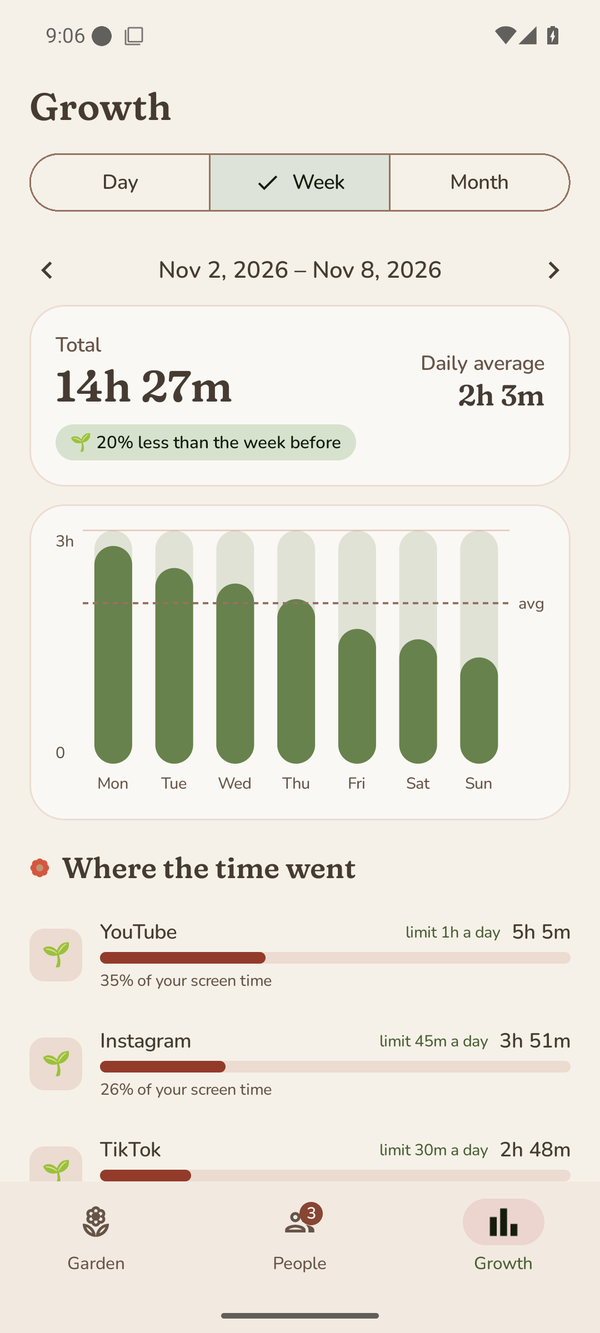 9:06
Growth
Day Week Month
Nov 2, 2026 – Nov 8, 2026
Total
14h 27m
Daily average
2h 3m
20% less than the week before
3h
avg
0
Mon Tue Wed Thu Fri Sat Sun
Where the time went
YouTube limit 1h a day 5h 5m
35% of your screen time
Instagram limit 45m a day 3h 51m
26% of your screen time
TikTok limit 30m a day 2h 48m
3
Garden People Growth